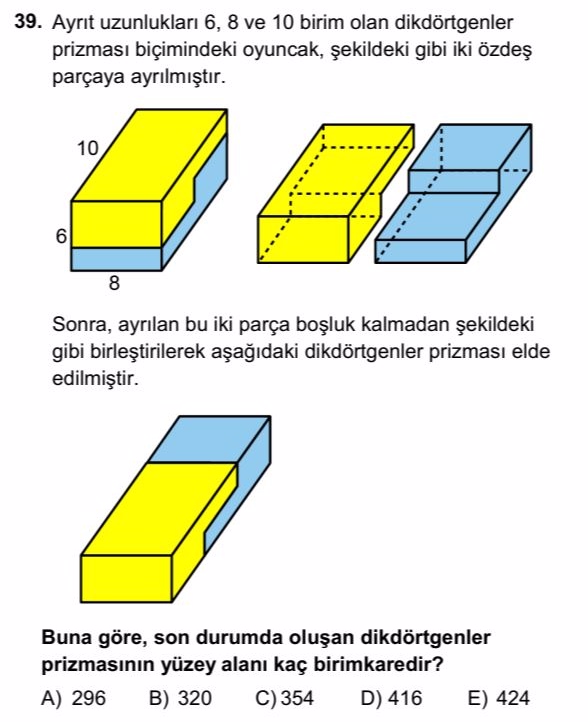 39. Ayrıt uzunlukları 6, 8 ve 10 birim olan dikdörtgenler
prizması biçimindeki oyuncak, şekildeki gibi iki özdeş
parçaya ayrılmıştır.
10
6
8
Sonra, ayrılan bu iki parça boşluk kalmadan şekildeki
gibi birleştirilerek aşağıdaki dikdörtgenler prizması elde
edilmiştir.
Buna göre, son durumda oluşan dikdörtgenler
prizmasının yüzey alanı kaç birimkaredir?
A) 296 B) 320 C) 354 D) 416 E) 424